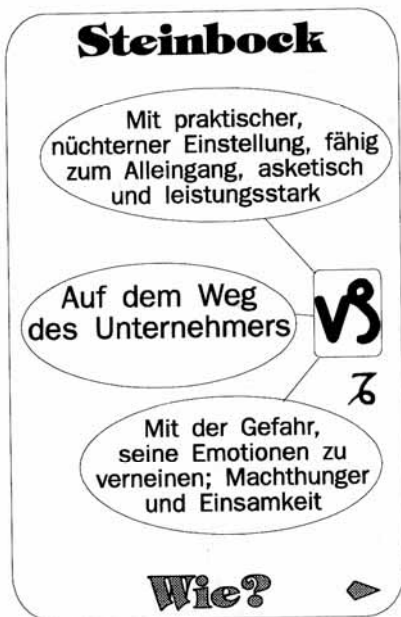 Steinbock
Mit praktischer,
nüchterner Einstellung, fähig
zum Alleingang, asketisch
und leistungsstark
Auf dem Weg
des Unternehmers
Mit der Gefahr,
seine Emotionen zu
verneinen; Machthunger
und Einsamkeit
Wie?